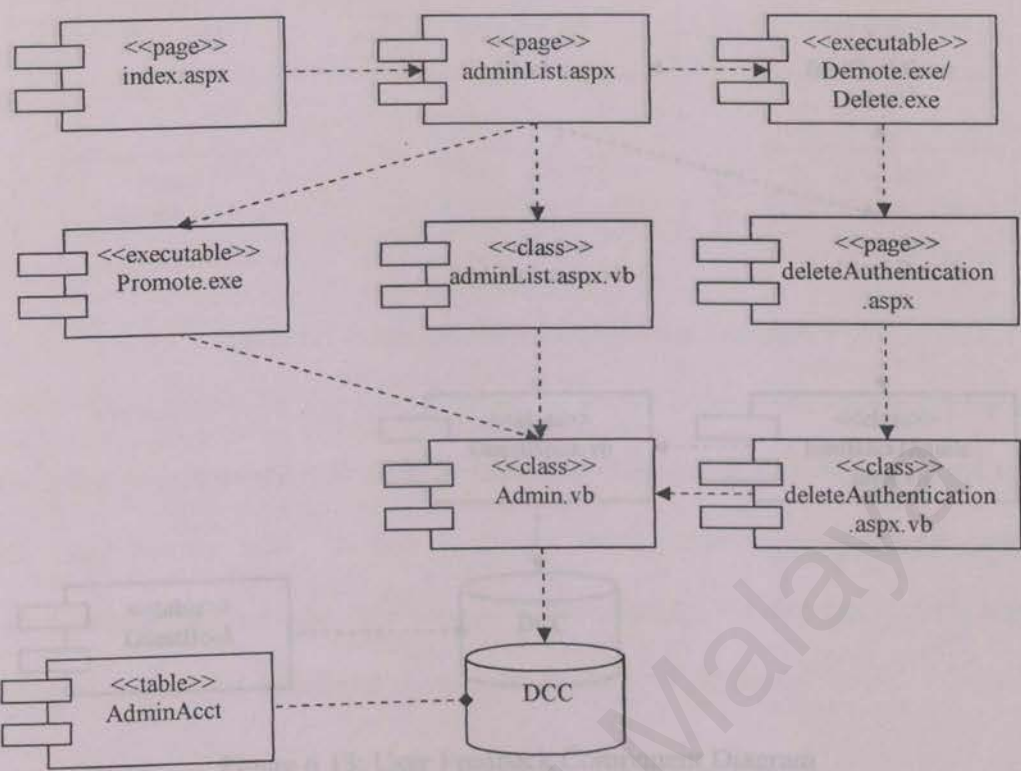 <<page>>
index.aspx
<<page>>
adminList.aspx
<<executable>>
Demote.exe/
Delete.exe
<<executable>>
Promote.exe
<<class>>
adminList.aspx.vb
<<page>>
deleteAuthentication
.aspx
<<class>>
Admin.vb
<<class>>
deleteAuthentication
.aspx.vb
<<table>>
AdminAcct
DCC
Malaya